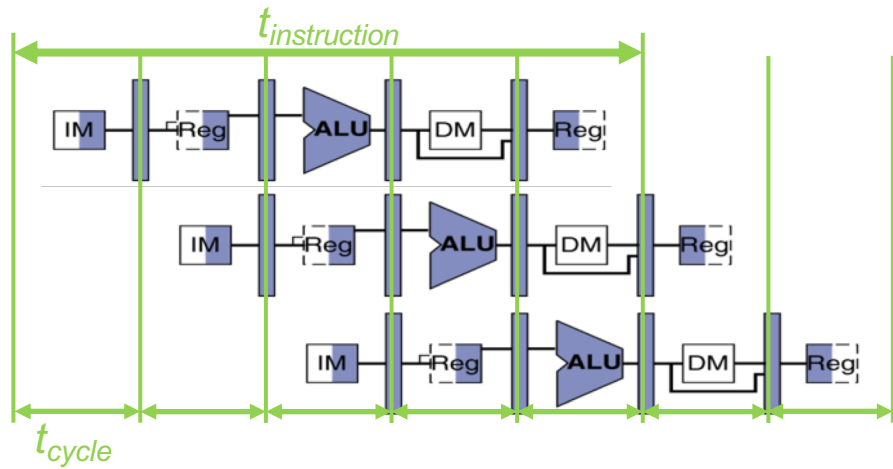 tinstruction
IM Reg ALU DM Reg
IM Reg ALU DM Reg
IM Reg ALU DM Reg
tcycle